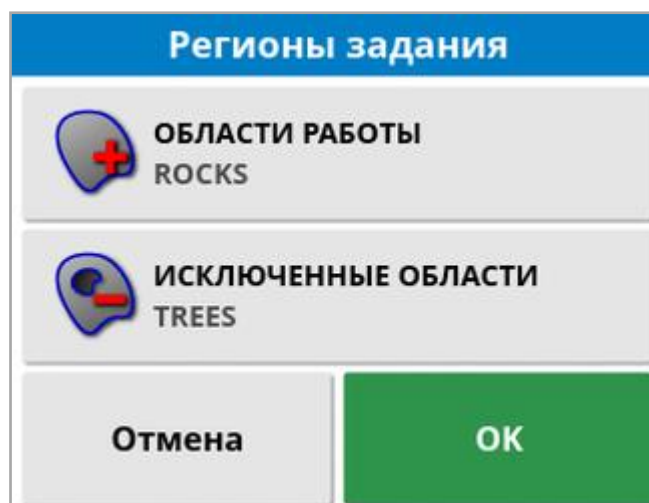 Регионы задания
ОБЛАСТИ РАБОТЫ
ROCKS
ИСКЛЮЧЕННЫЕ ОБЛАСТИ
TREES
Отмена
OK